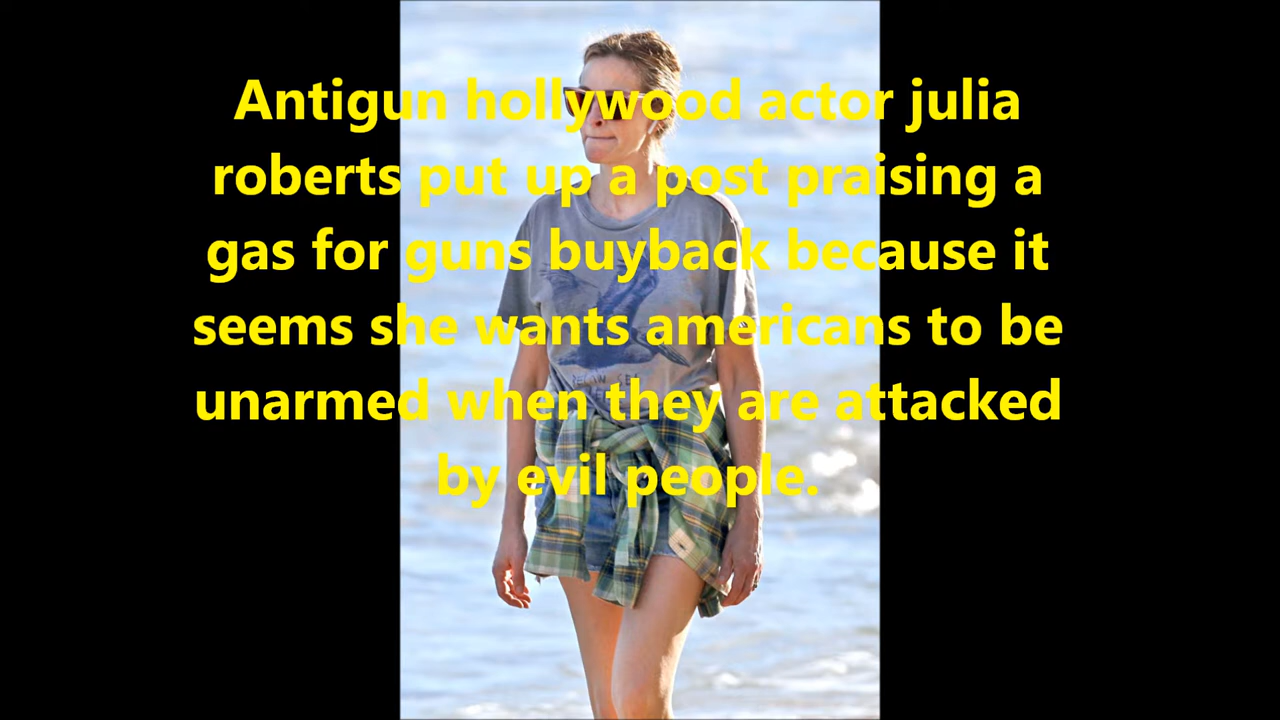 Antigun hollywood actor julia
roberts put up a post praising a
gas for guns buyback because it
seems she wants americans to be
unarmed when they are attacked
by evil people.